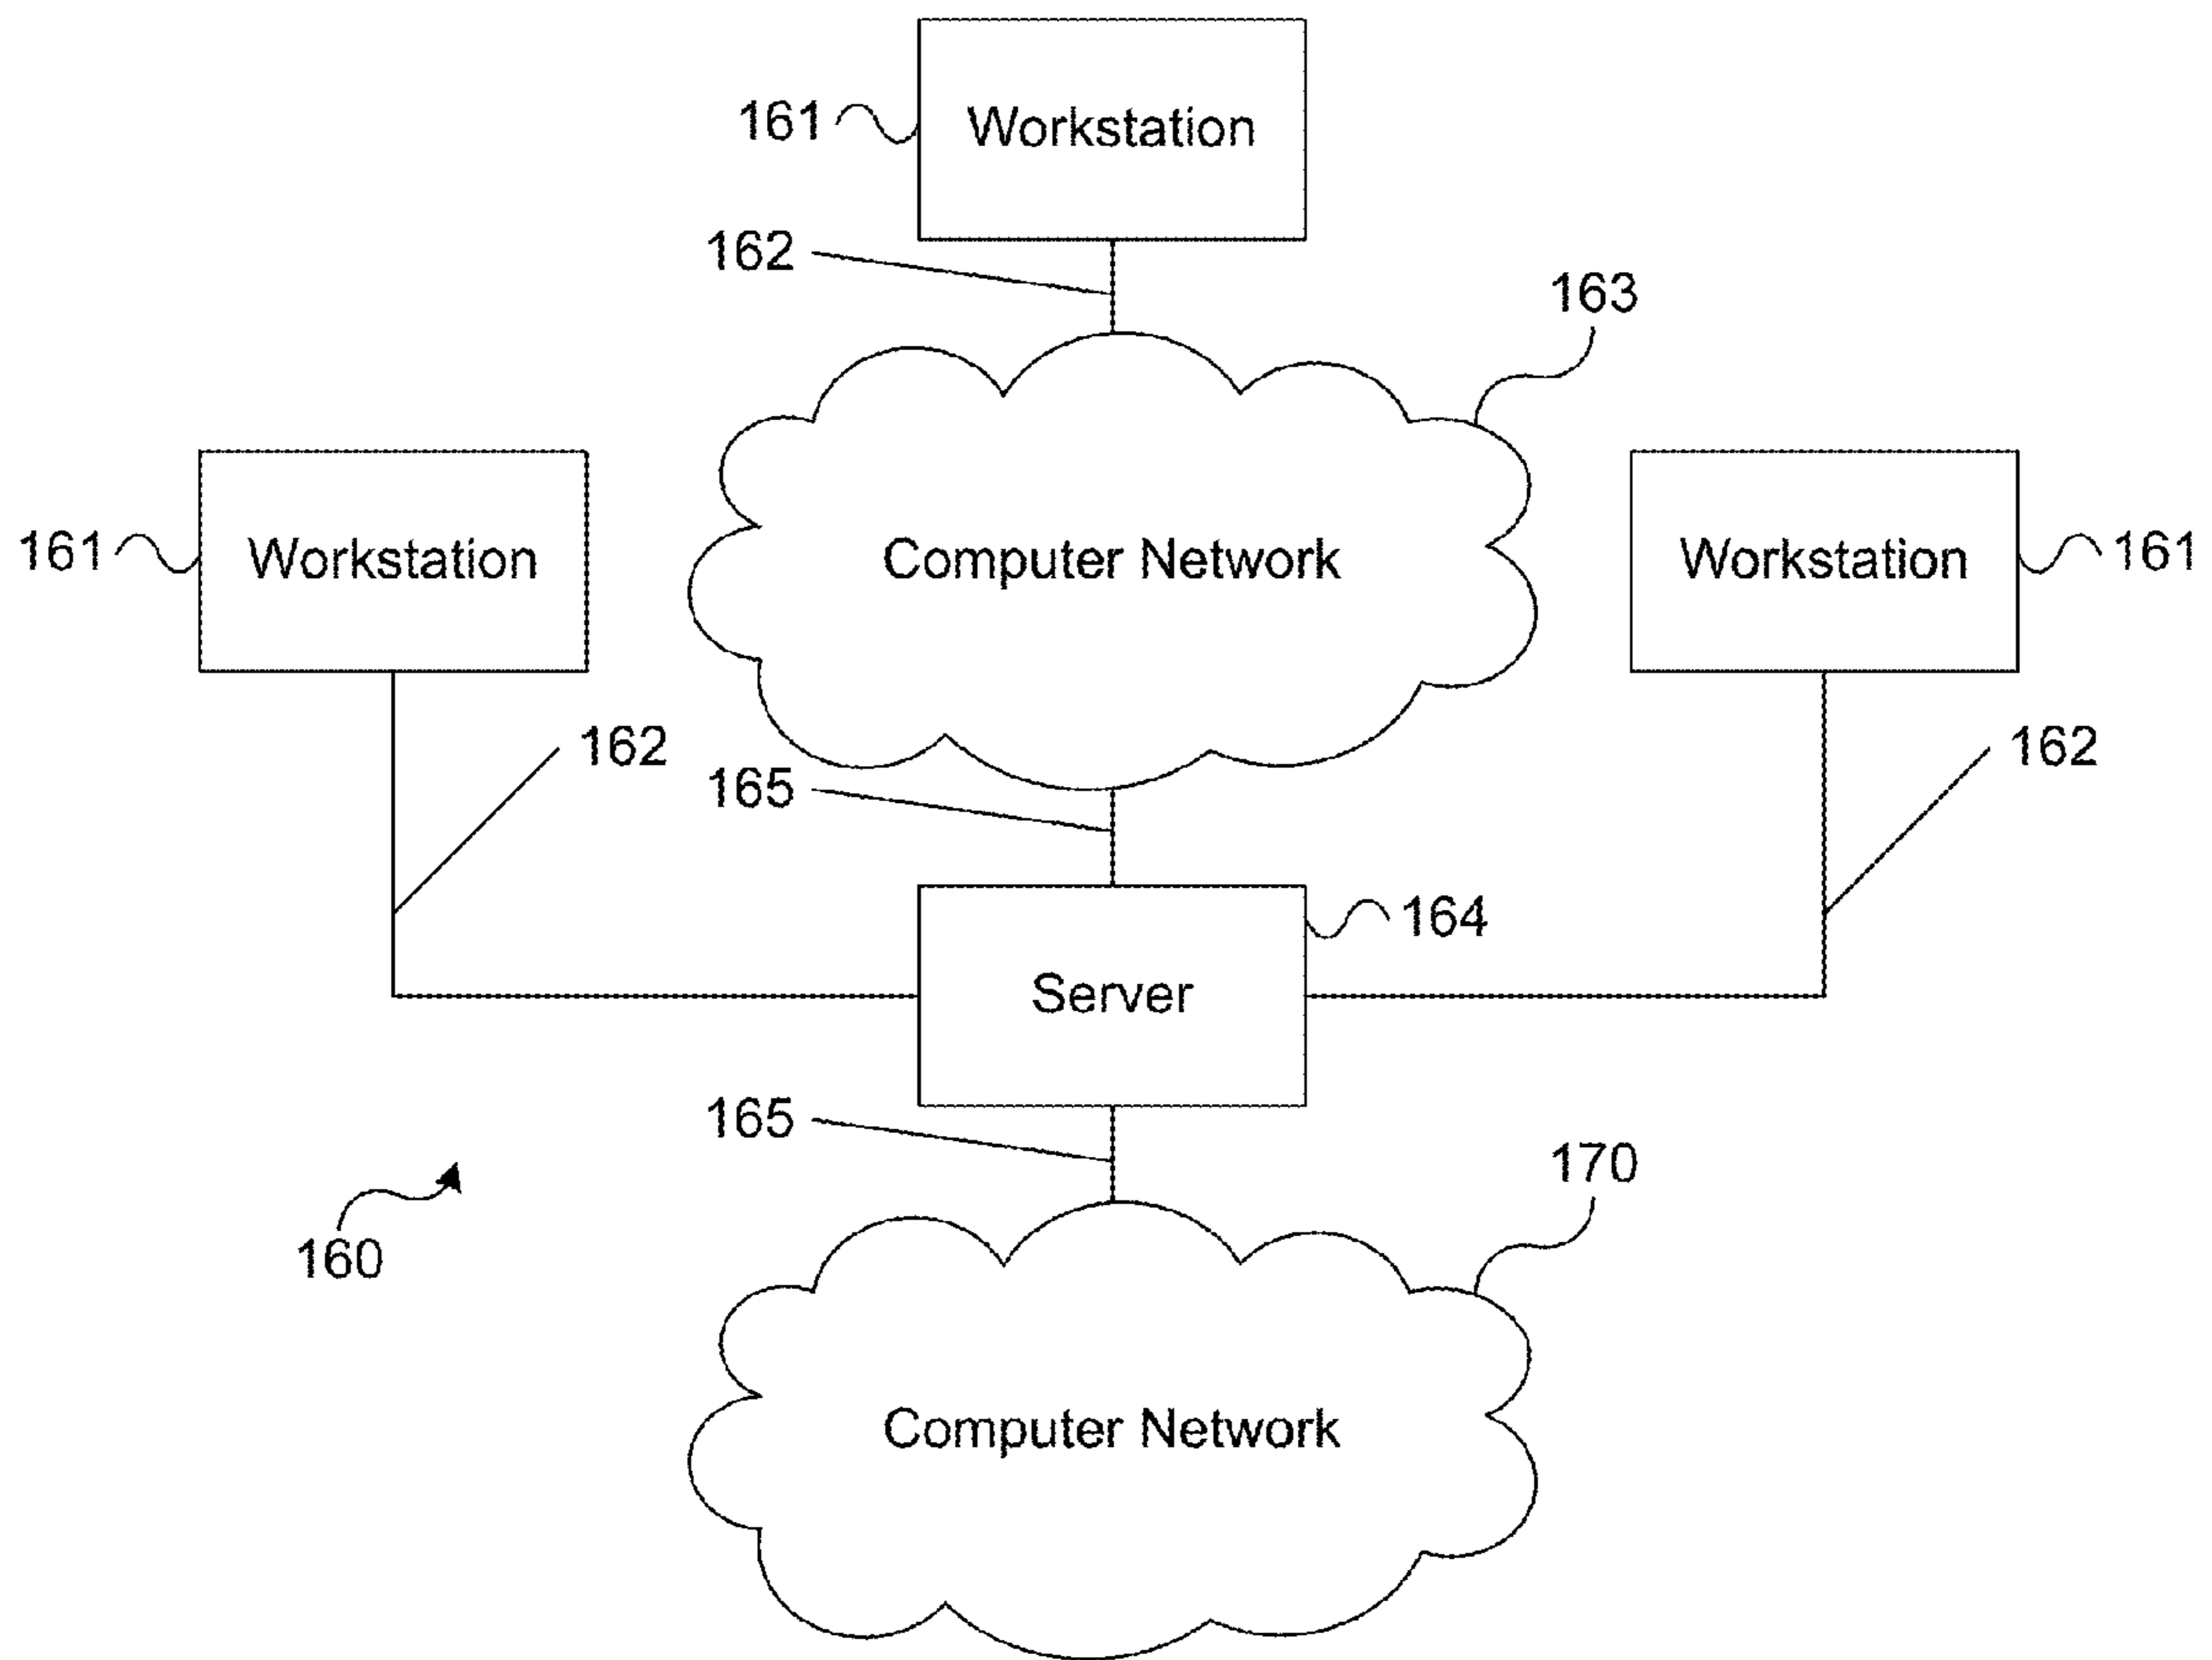 161
Workstation
162
163
161
Workstation
Computer Network
Workstation
161
162
165
162
164
Server
165
160
170
Computer Network